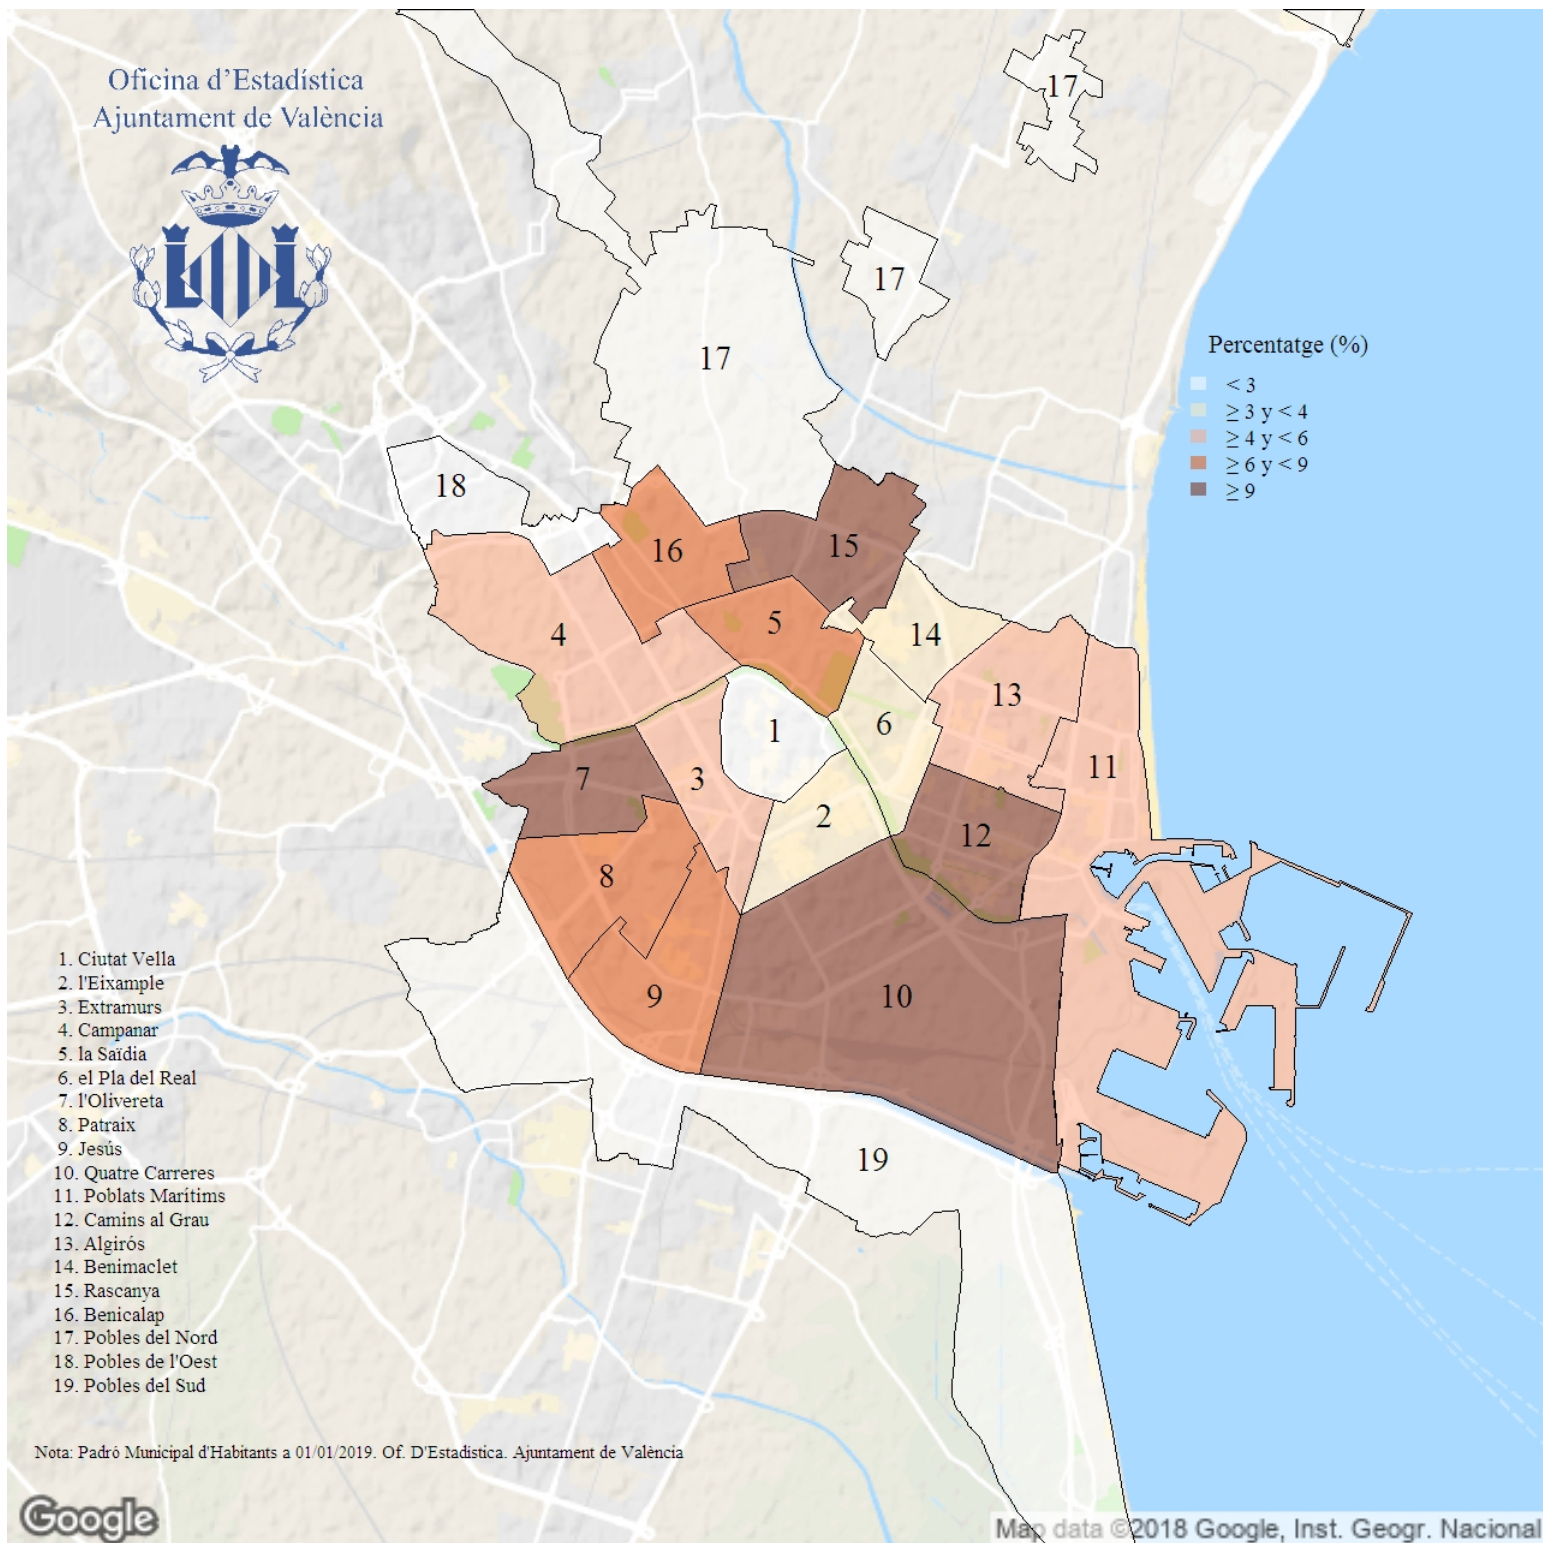 Oficina d'Estadística
Ajuntament de València
17
17
17
Percentatge (%)
< 3
≥ 3 y < 4
≥ 4 y < 6
≥ 6 y < 9
≥ 9
18
16
15
5
4
14
13
6
1
11
7
3
2
12
8
10
9
19
1. Ciutat Vella
2. l'Eixample
3. Extramurs
4. Campanar
5. la Saïdia
6. el Pla del Real
7. l'Olivereta
8. Patraix
9. Jesús
10. Quatre Carreres
11. Poblats Marítims
12. Camins al Grau
13. Algirós
14. Benimaclet
15. Rascanya
16. Benicalap
17. Pobles del Nord
18. Pobles de l'Oest
19. Pobles del Sud
Nota: Padró Municipal d'Habitants a 01/01/2019. Of. D'Estadística. Ajuntament de València
Google
Map data ©2018 Google, Inst. Geogr. Nacional